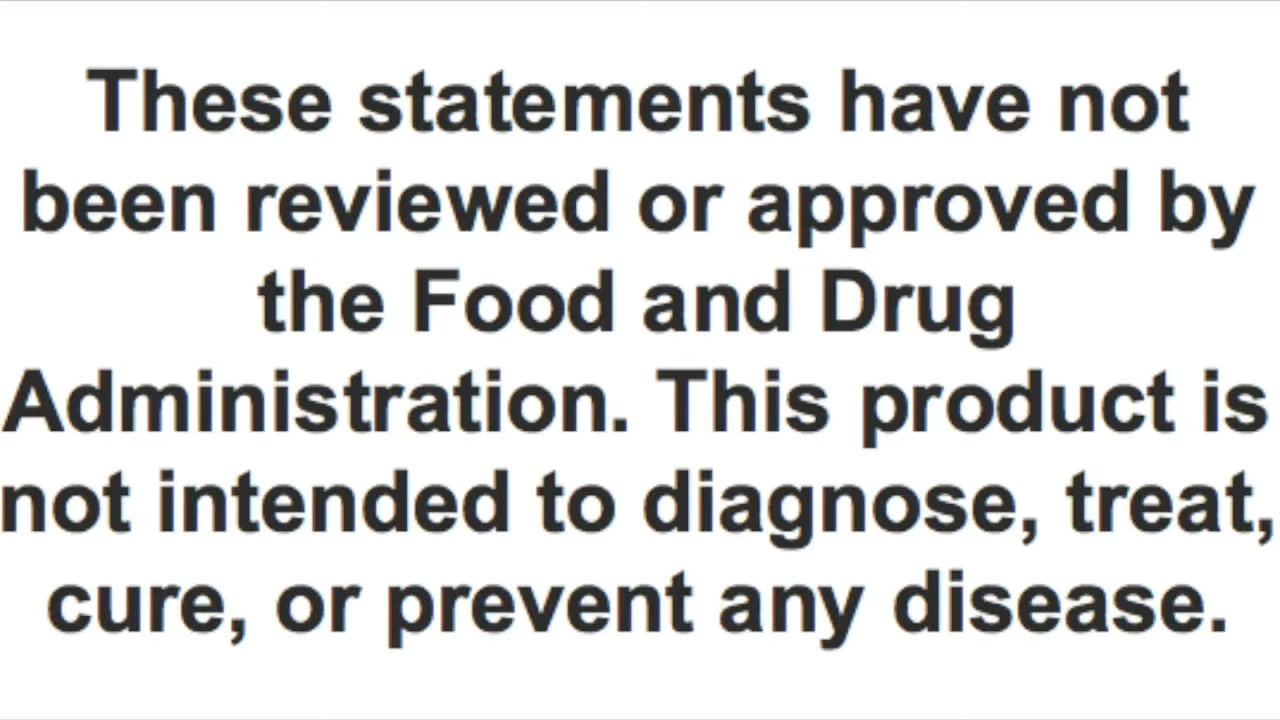 These statements have not
been reviewed or approved by
the Food and Drug
Administration. This product is
not intended to diagnose, treat,
cure, or prevent any disease.